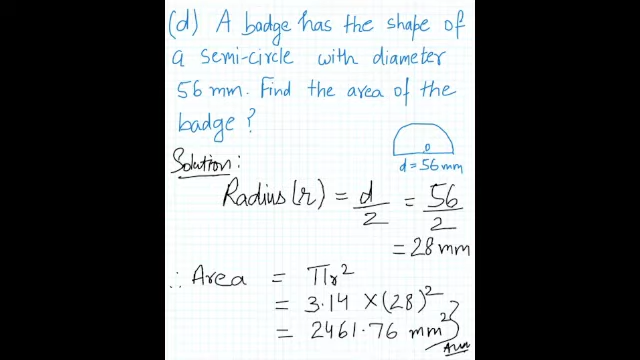 (d) A badge has the shape of
a semi-circle with diameter
56 mm. Find the area of the
badge?
d = 56 mm
Solution:
Radius (r) = d/2 = 56/2
= 28 mm
∴ Area = πr²
= 3.14 × (28)²
= 2461.76 mm²
Ans